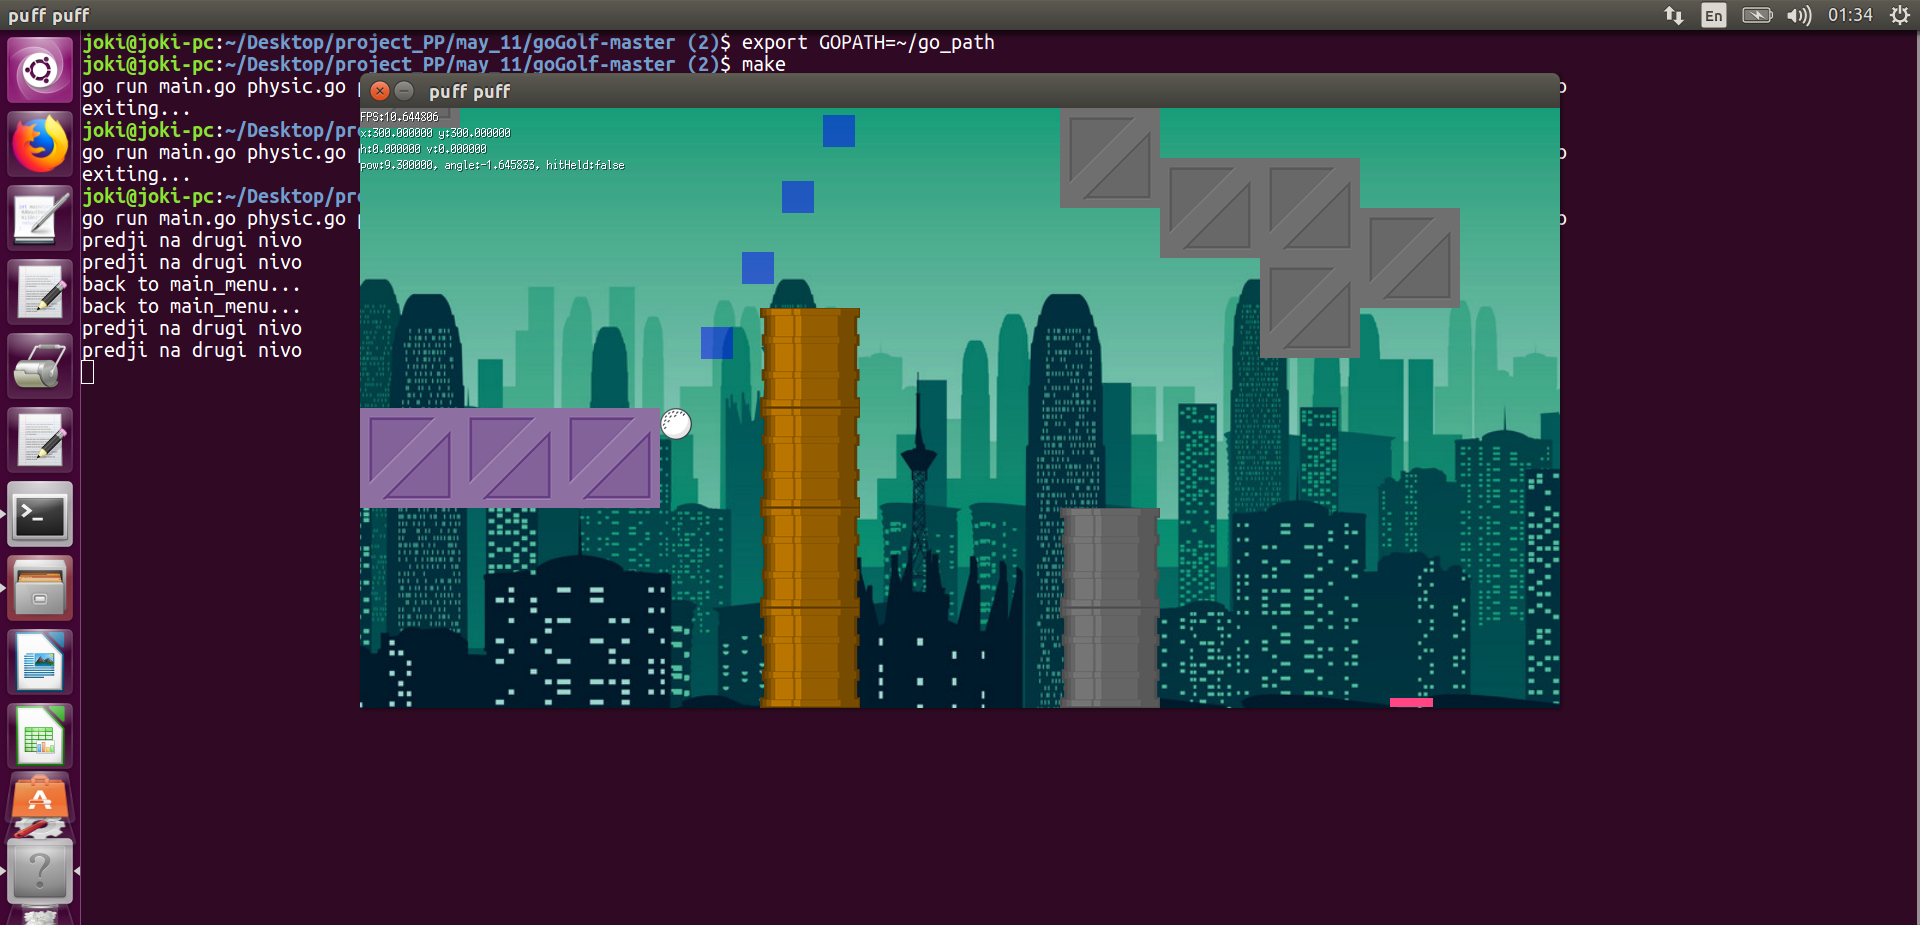 puff puff
En
01:34
joki@joki-pc:~/Desktop/project_PP/may_11/goGolf-master (2)$ export GOPATH=~/go_path
joki@joki-pc:~/Desktop/project_PP/may_11/goGolf-master (2)$ make
go run main.go physic.go
exiting...
joki@joki-pc:~/Desktop/pr
go run main.go physic.go
exiting...
joki@joki-pc:~/Desktop/pr
go run main.go physic.go
predji na drugi nivo
predji na drugi nivo
back to main_menu...
back to main_menu...
predji na drugi nivo
predji na drugi nivo
puff puff
FPS:10.644806
x:300.000000 y:300.000000
h:0.000000 v:0.000000
pow:9.300000, angle:-1.645833, hitHeld:false